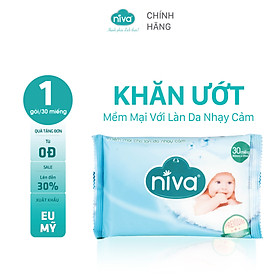 niva
CHÍNH
HÃNG
1
gói/30 miếng
QUÀ TẶNG ĐƠN
TỪ
0Đ
SALE
Lên đến
30%
XUẤT KHẨU
EU
MỸ
KHĂN ƯỚT
Mềm Mại Với Làn Da Nhạy Cảm
niva
30